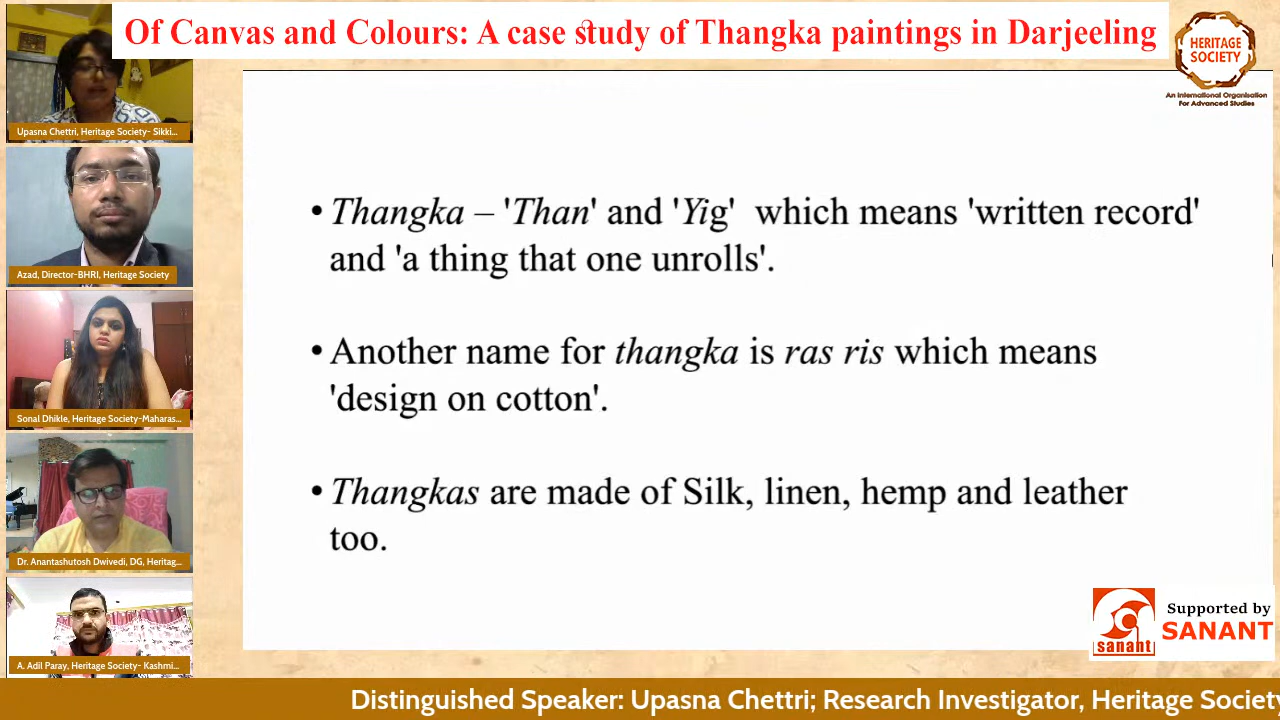 Of Canvas and Colours: A case study of Thangka paintings in Darjeeling
HERITAGE
SOCIETY
An International Organisation
For Advanced Studies
Upasna Chettri, Heritage Society- Sikki...
Azad, Director-BHRI, Heritage Society
Sonal Dhikle, Heritage Society-Maharas...
Dr. Anantashutosh Dwivedi, DG, Heritag...
A. Adil Paray, Heritage Society- Kashmi...
• Thangka – 'Than' and 'Yig' which means 'written record'
and 'a thing that one unrolls'.
• Another name for thangka is ras ris which means
'design on cotton'.
• Thangkas are made of Silk, linen, hemp and leather
too.
sanant
Supported by
SANANT
Distinguished Speaker: Upasna Chettri; Research Investigator, Heritage Society